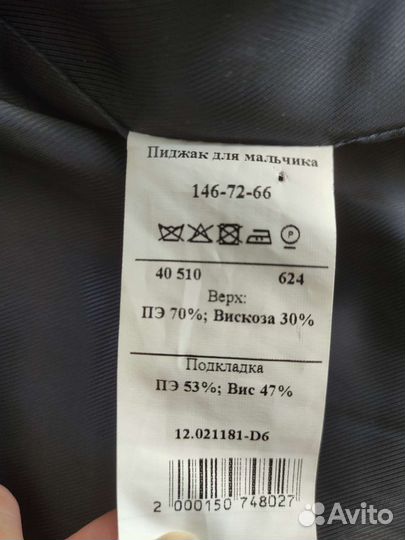 Пиджак для мальчика
146-72-66
P
40 510 624
Верх:
ПЭ 70%; Вискоза 30%
Подкладка
ПЭ 53%; Вис 47%
12.021181-D6
2 000150 748027
Avito